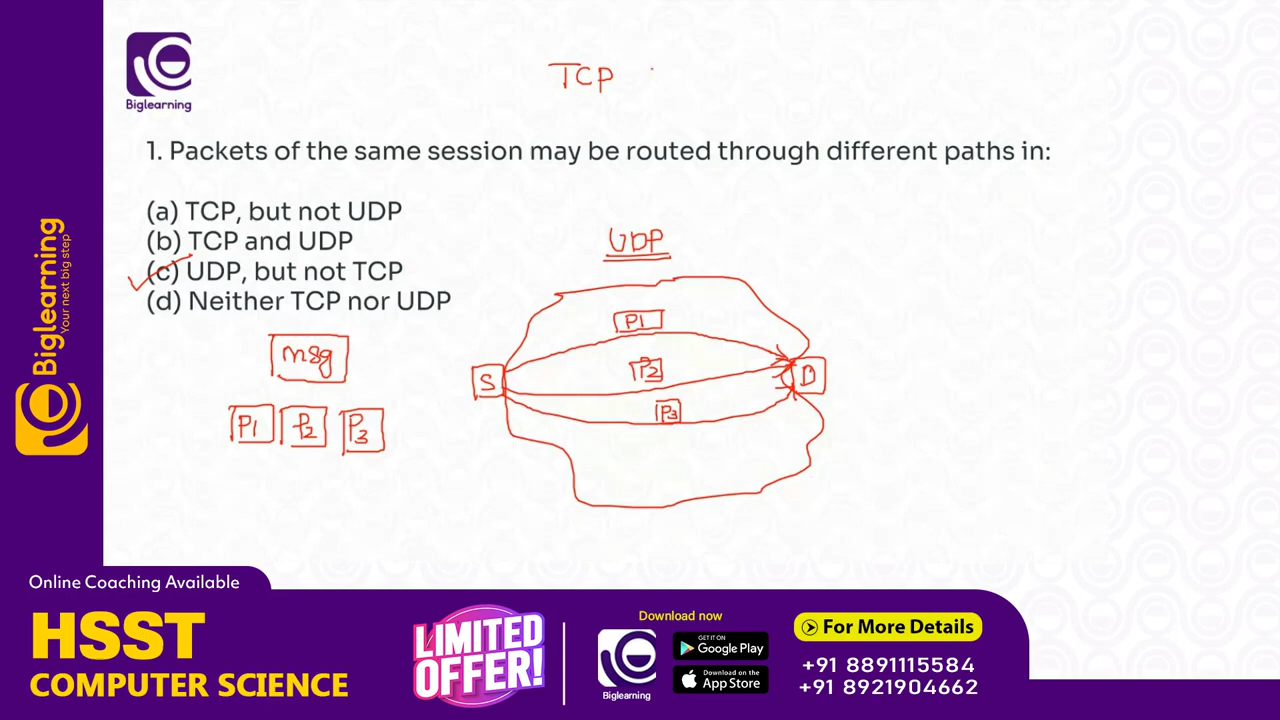 Biglearning
TCP
1. Packets of the same session may be routed through different paths in:
(a) TCP, but not UDP
(b) TCP and UDP
(c) UDP, but not TCP
(d) Neither TCP nor UDP
UDP
msg
P1 P2 P3
S
P1
P2
P3
D
Biglearning
Your next big step
Online Coaching Available
HSST
COMPUTER SCIENCE
LIMITED
OFFER!
Download now
Biglearning
GET IT ON
Google Play
Download on the
App Store
For More Details
+91 8891115584
+91 8921904662